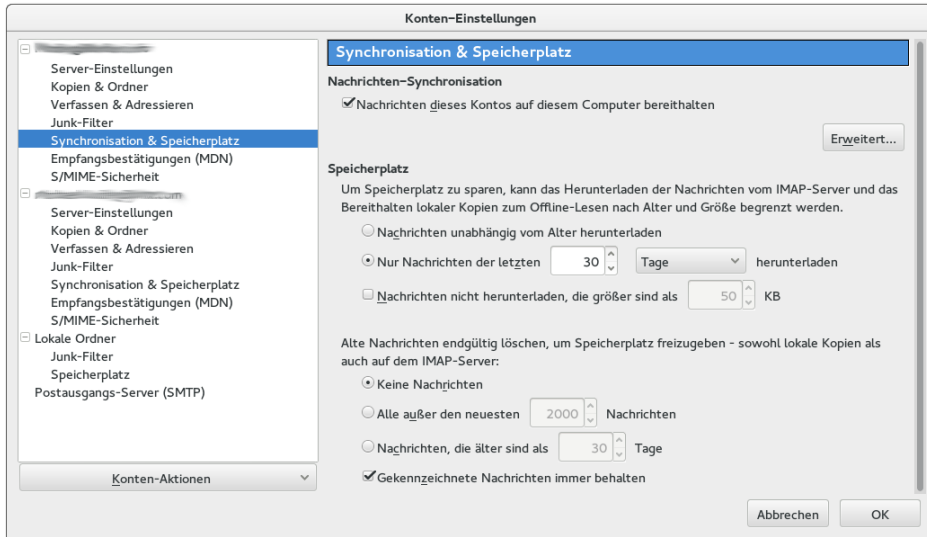 Konten-Einstellungen
Server-Einstellungen
Kopien & Ordner
Verfassen & Adressieren
Junk-Filter
Synchronisation & Speicherplatz
Empfangsbestätigungen (MDN)
S/MIME-Sicherheit
.com
Server-Einstellungen
Kopien & Ordner
Verfassen & Adressieren
Junk-Filter
Synchronisation & Speicherplatz
Empfangsbestätigungen (MDN)
S/MIME-Sicherheit
Lokale Ordner
Junk-Filter
Speicherplatz
Postausgangs-Server (SMTP)
Konten-Aktionen
Synchronisation & Speicherplatz
Nachrichten-Synchronisation
Nachrichten dieses Kontos auf diesem Computer bereithalten
Erweitert...
Speicherplatz
Um Speicherplatz zu sparen, kann das Herunterladen der Nachrichten vom IMAP-Server und das
Bereithalten lokaler Kopien zum Offline-Lesen nach Alter und Größe begrenzt werden.
Nachrichten unabhängig vom Alter herunterladen
Nur Nachrichten der letzten 30 Tage herunterladen
Nachrichten nicht herunterladen, die größer sind als 50 KB
Alte Nachrichten endgültig löschen, um Speicherplatz freizugeben - sowohl lokale Kopien als
auch auf dem IMAP-Server:
Keine Nachrichten
Alle außer den neuesten 2000 Nachrichten
Nachrichten, die älter sind als 30 Tage
Gekennzeichnete Nachrichten immer behalten
Abbrechen OK